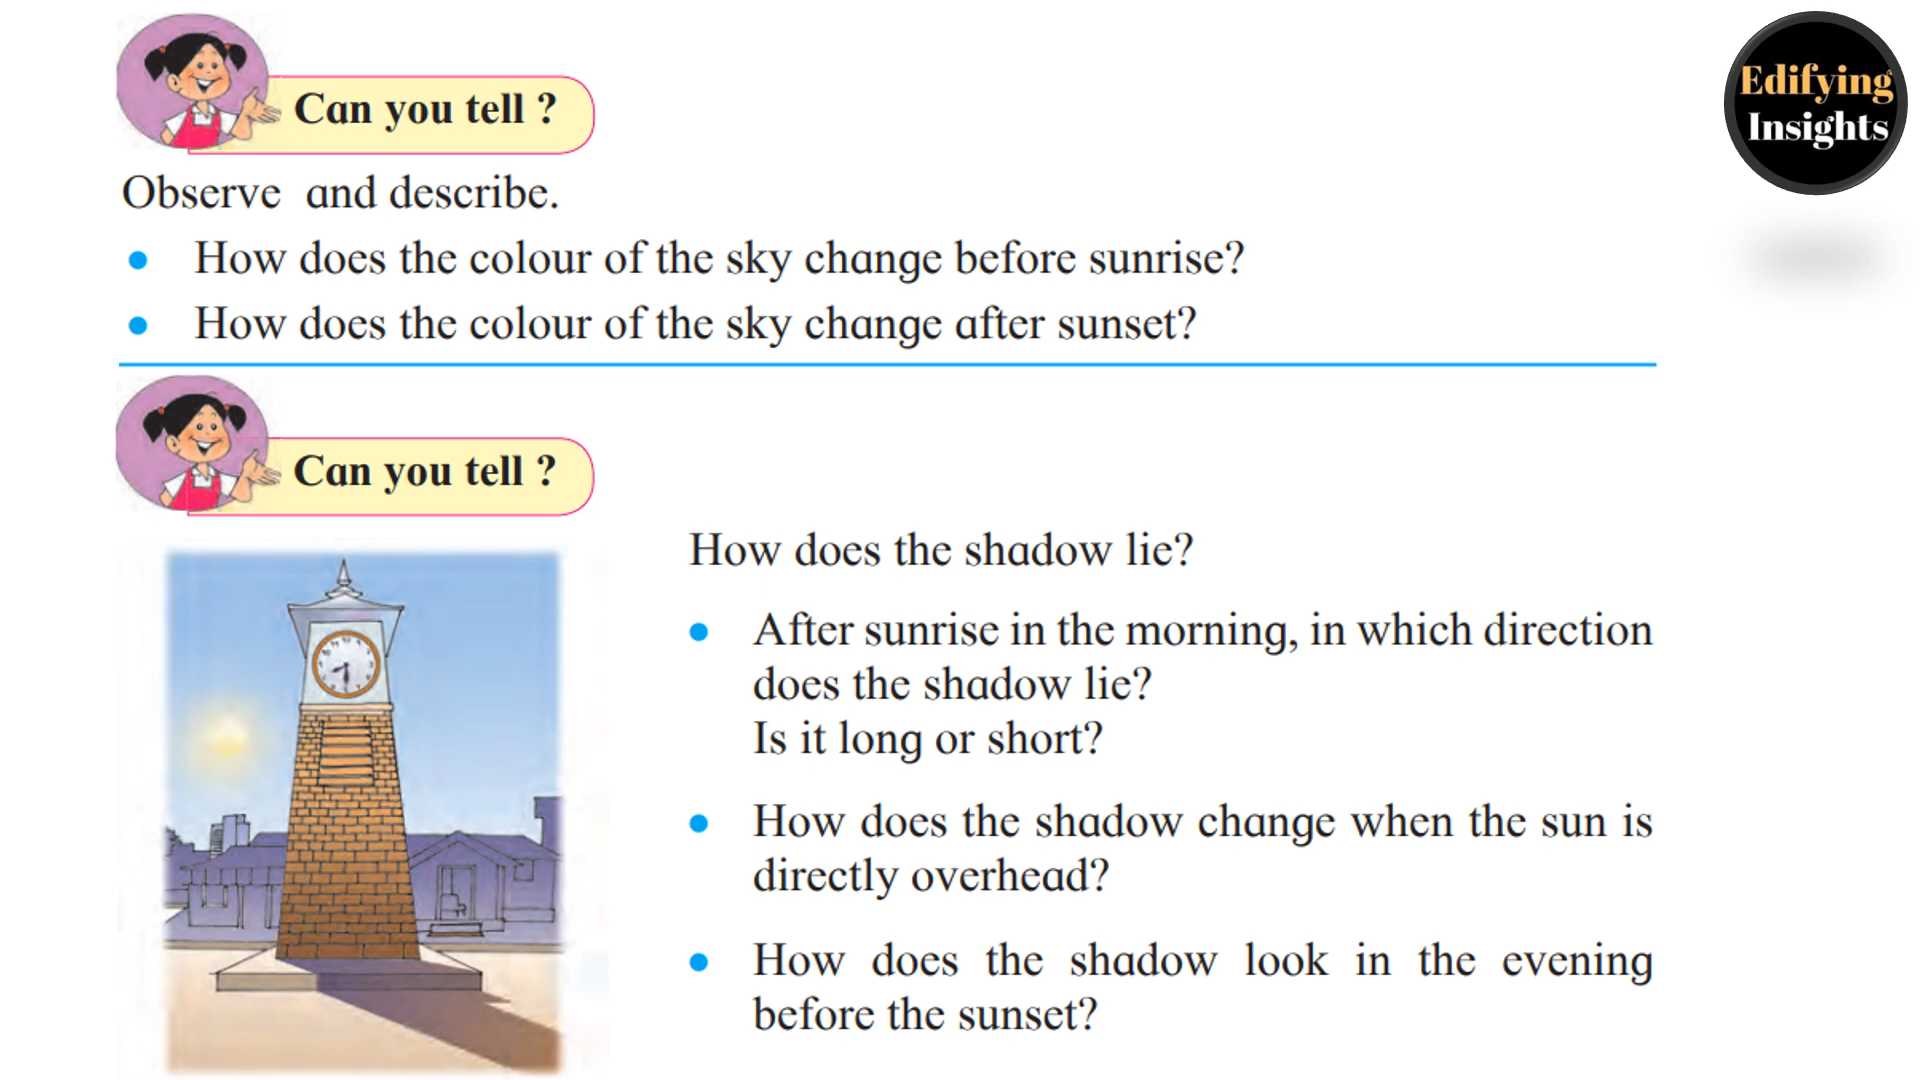 Edifying
Insights
Can you tell ?
Observe and describe.
• How does the colour of the sky change before sunrise?
• How does the colour of the sky change after sunset?
Can you tell ?
How does the shadow lie?
• After sunrise in the morning, in which direction
does the shadow lie?
Is it long or short?
• How does the shadow change when the sun is
directly overhead?
• How does the shadow look in the evening
before the sunset?